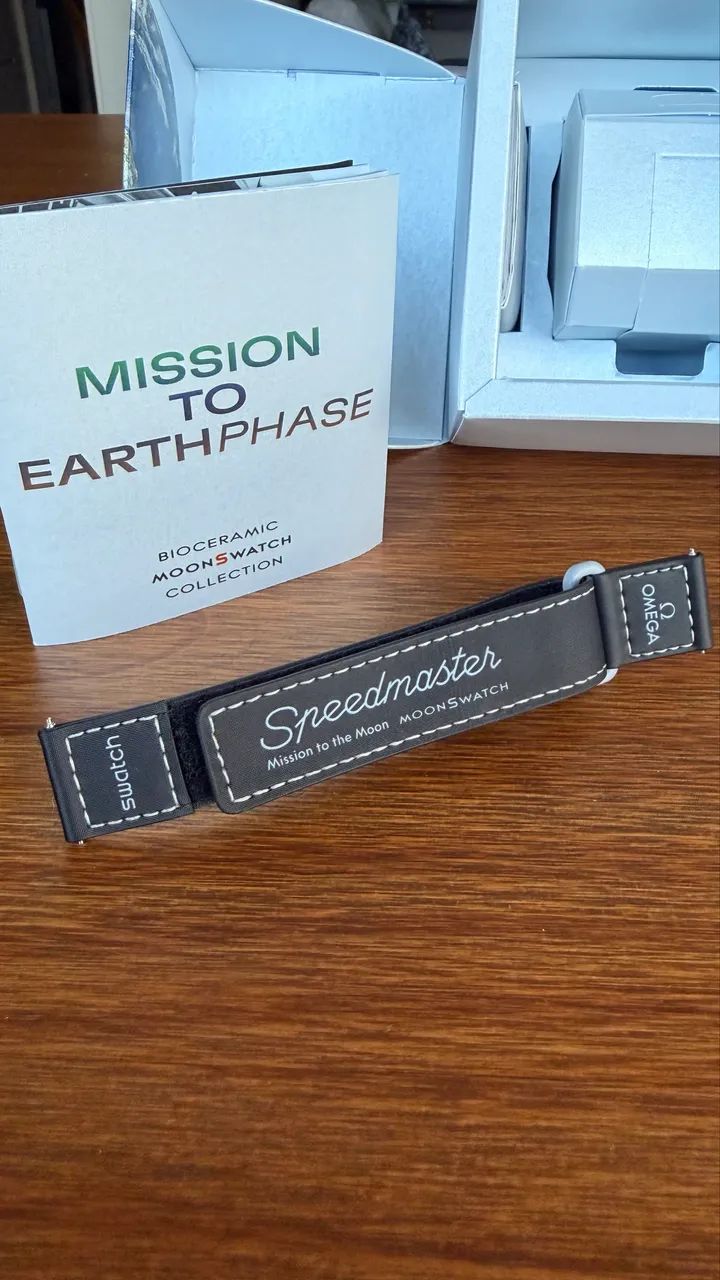 MISSION
TO
EARTHPHASE
BIOCERAMIC
MOONSWATCH
COLLECTION
Ω
OMEGA
Speedmaster
Mission to the Moon MOONSWATCH
swatch